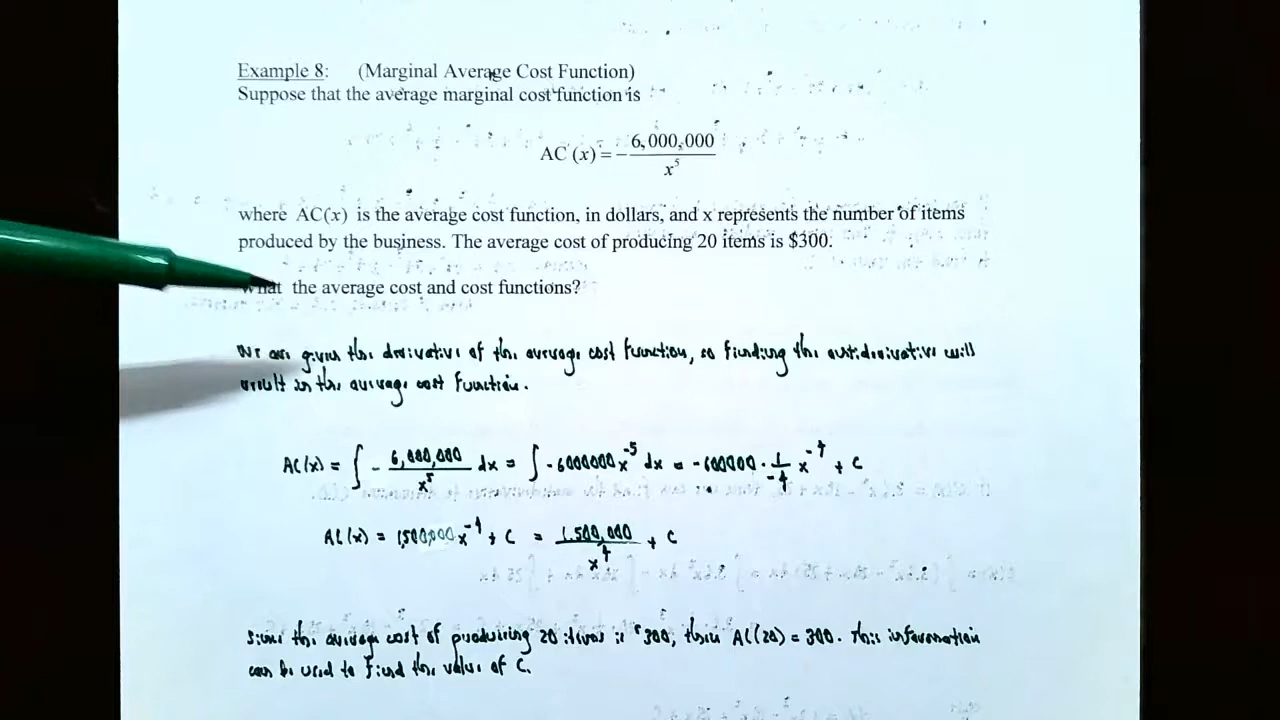 Example 8: (Marginal Average Cost Function)
Suppose that the average marginal cost function is
AC'(x) = - 6,000,000 / x^5
where AC(x) is the average cost function, in dollars, and x represents the number of items
produced by the business. The average cost of producing 20 items is $300.
What the average cost and cost functions?
We are given the derivative of the average cost function, so finding the antiderivative will
result in the average cost function.
AC(x) = ∫ - 6,000,000 / x^5 dx = ∫ -6000000x^-5 dx = -600000 · 1/-4 x^-4 + C
AC(x) = 1,500,000x^-4 + C = 1,500,000 / x^4 + C
Since the average cost of producing 20 items is $300, then AC(20) = 300. This information
can be used to find the value of C.